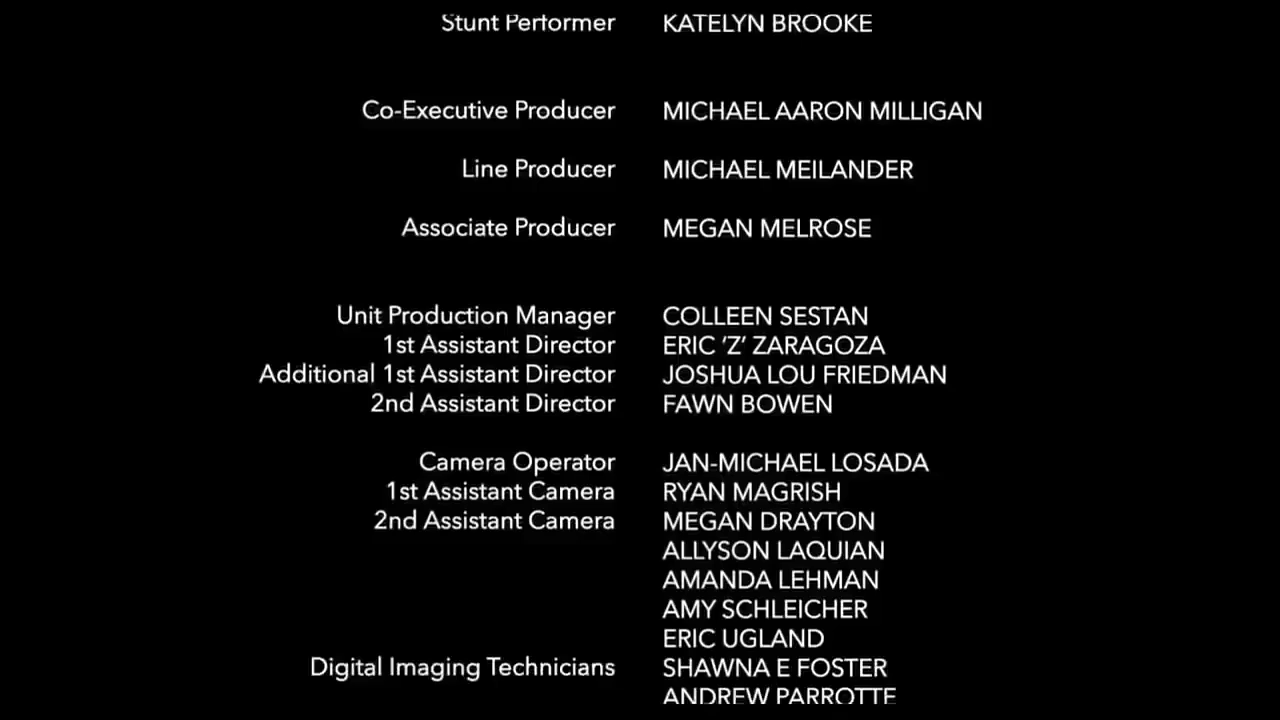 Stunt Performer KATELYN BROOKE
Co-Executive Producer MICHAEL AARON MILLIGAN
Line Producer MICHAEL MEILANDER
Associate Producer MEGAN MELROSE
Unit Production Manager COLLEEN SESTAN
1st Assistant Director ERIC ‘Z’ ZARAGOZA
Additional 1st Assistant Director JOSHUA LOU FRIEDMAN
2nd Assistant Director FAWN BOWEN
Camera Operator JAN-MICHAEL LOSADA
1st Assistant Camera RYAN MAGRISH
2nd Assistant Camera MEGAN DRAYTON
ALLYSON LAQUIAN
AMANDA LEHMAN
AMY SCHLEICHER
ERIC UGLAND
Digital Imaging Technicians SHAWNA E FOSTER
ANDREW PARROTTE